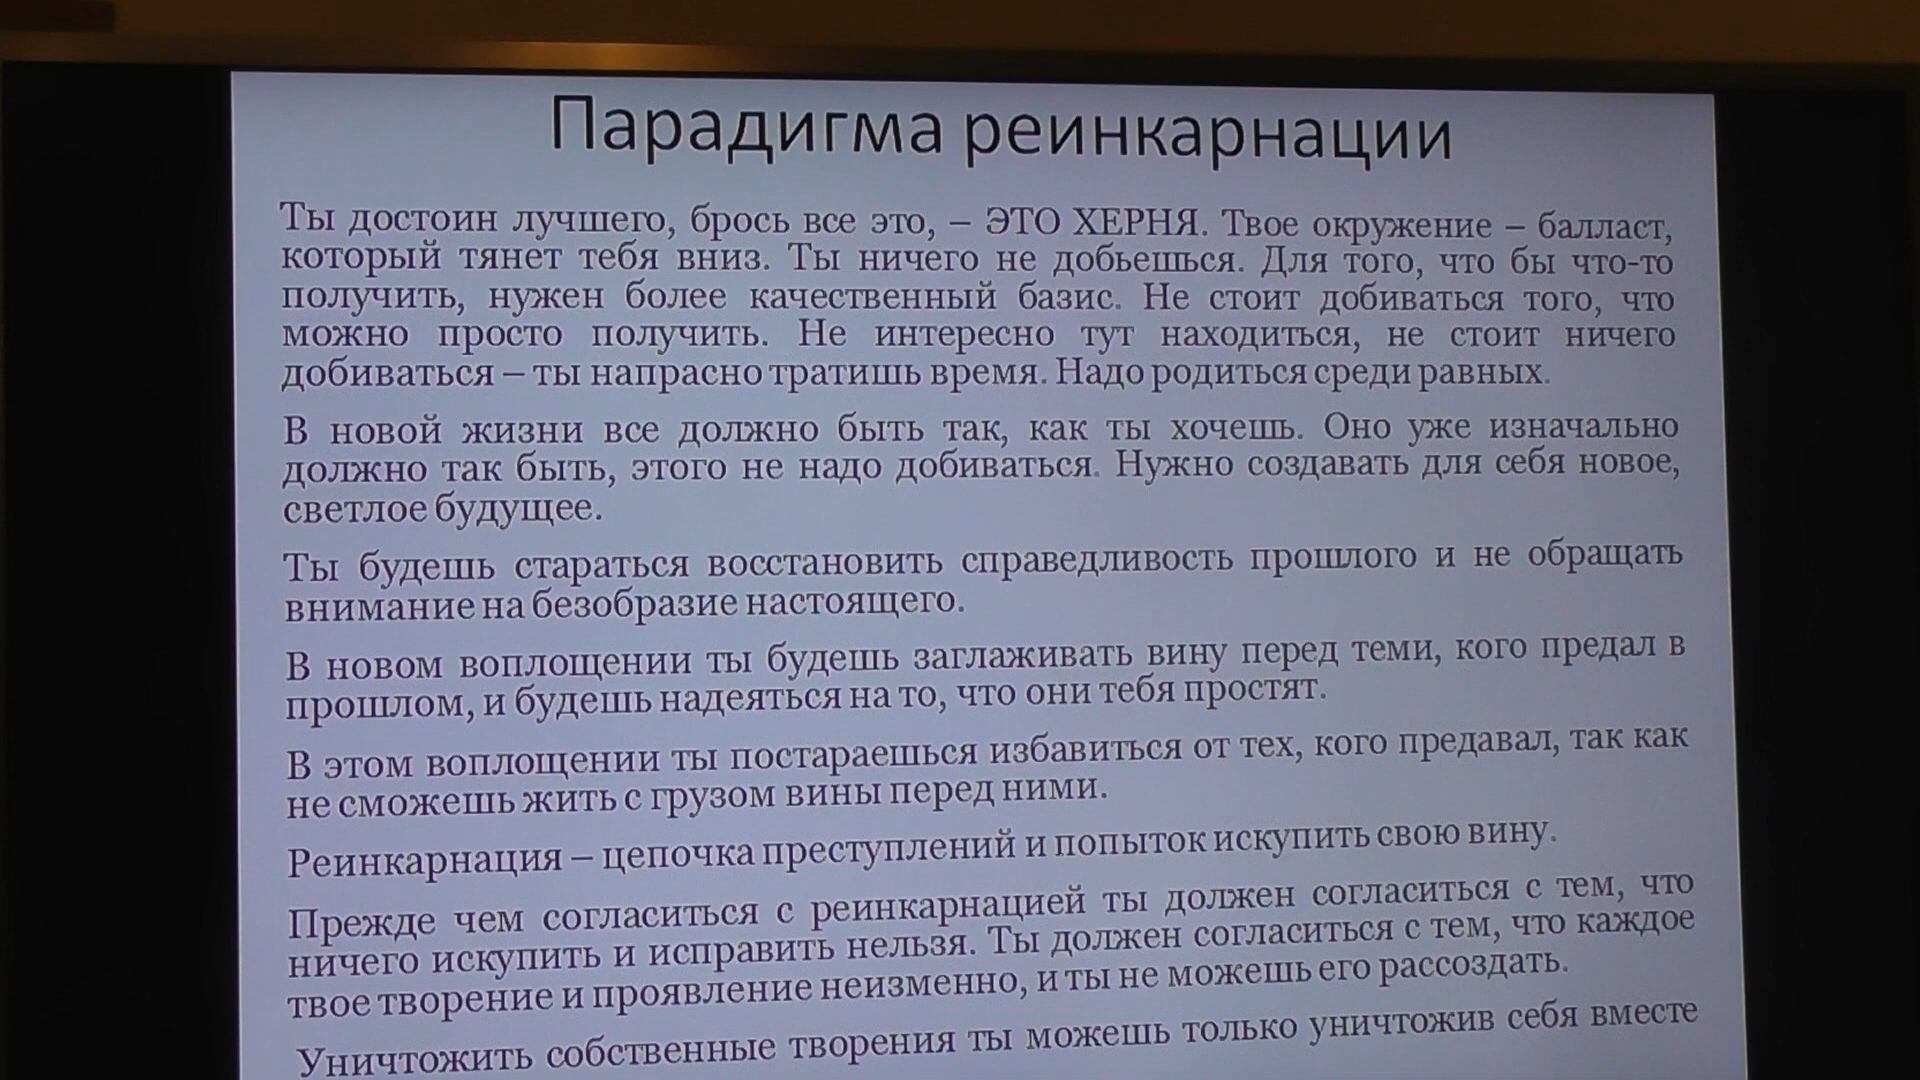 Парадигма реинкарнации
Ты достоин лучшего, брось все это, – ЭТО ХЕРНЯ. Твое окружение – балласт,
который тянет тебя вниз. Ты ничего не добьешься. Для того, что бы что-то
получить, нужен более качественный базис. Не стоит добиваться того, что
можно просто получить. Не интересно тут находиться, не стоит ничего
добиваться – ты напрасно тратишь время. Надо родиться среди равных.
В новой жизни все должно быть так, как ты хочешь. Оно уже изначально
должно так быть, этого не надо добиваться. Нужно создавать для себя новое,
светлое будущее.
Ты будешь стараться восстановить справедливость прошлого и не обращать
внимание на безобразие настоящего.
В новом воплощении ты будешь заглаживать вину перед теми, кого предал в
прошлом, и будешь надеяться на то, что они тебя простят.
В этом воплощении ты постараешься избавиться от тех, кого предавал, так как
не сможешь жить с грузом вины перед ними.
Реинкарнация – цепочка преступлений и попыток искупить свою вину.
Прежде чем согласиться с реинкарнацией ты должен согласиться с тем, что
ничего искупить и исправить нельзя. Ты должен согласиться с тем, что каждое
твое творение и проявление неизменно, и ты не можешь его рассоздать.
Уничтожить собственные творения ты можешь только уничтожив себя вместе